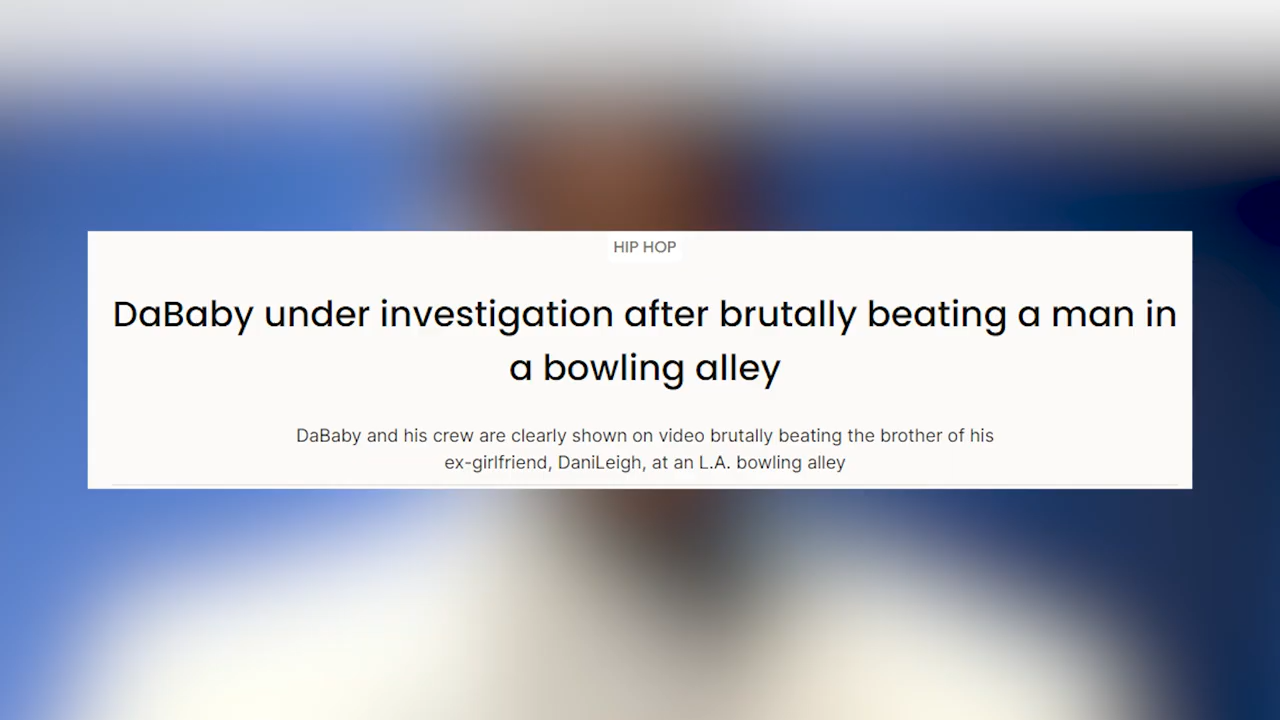 HIP HOP
DaBaby under investigation after brutally beating a man in
a bowling alley
DaBaby and his crew are clearly shown on video brutally beating the brother of his
ex-girlfriend, DaniLeigh, at an L.A. bowling alley